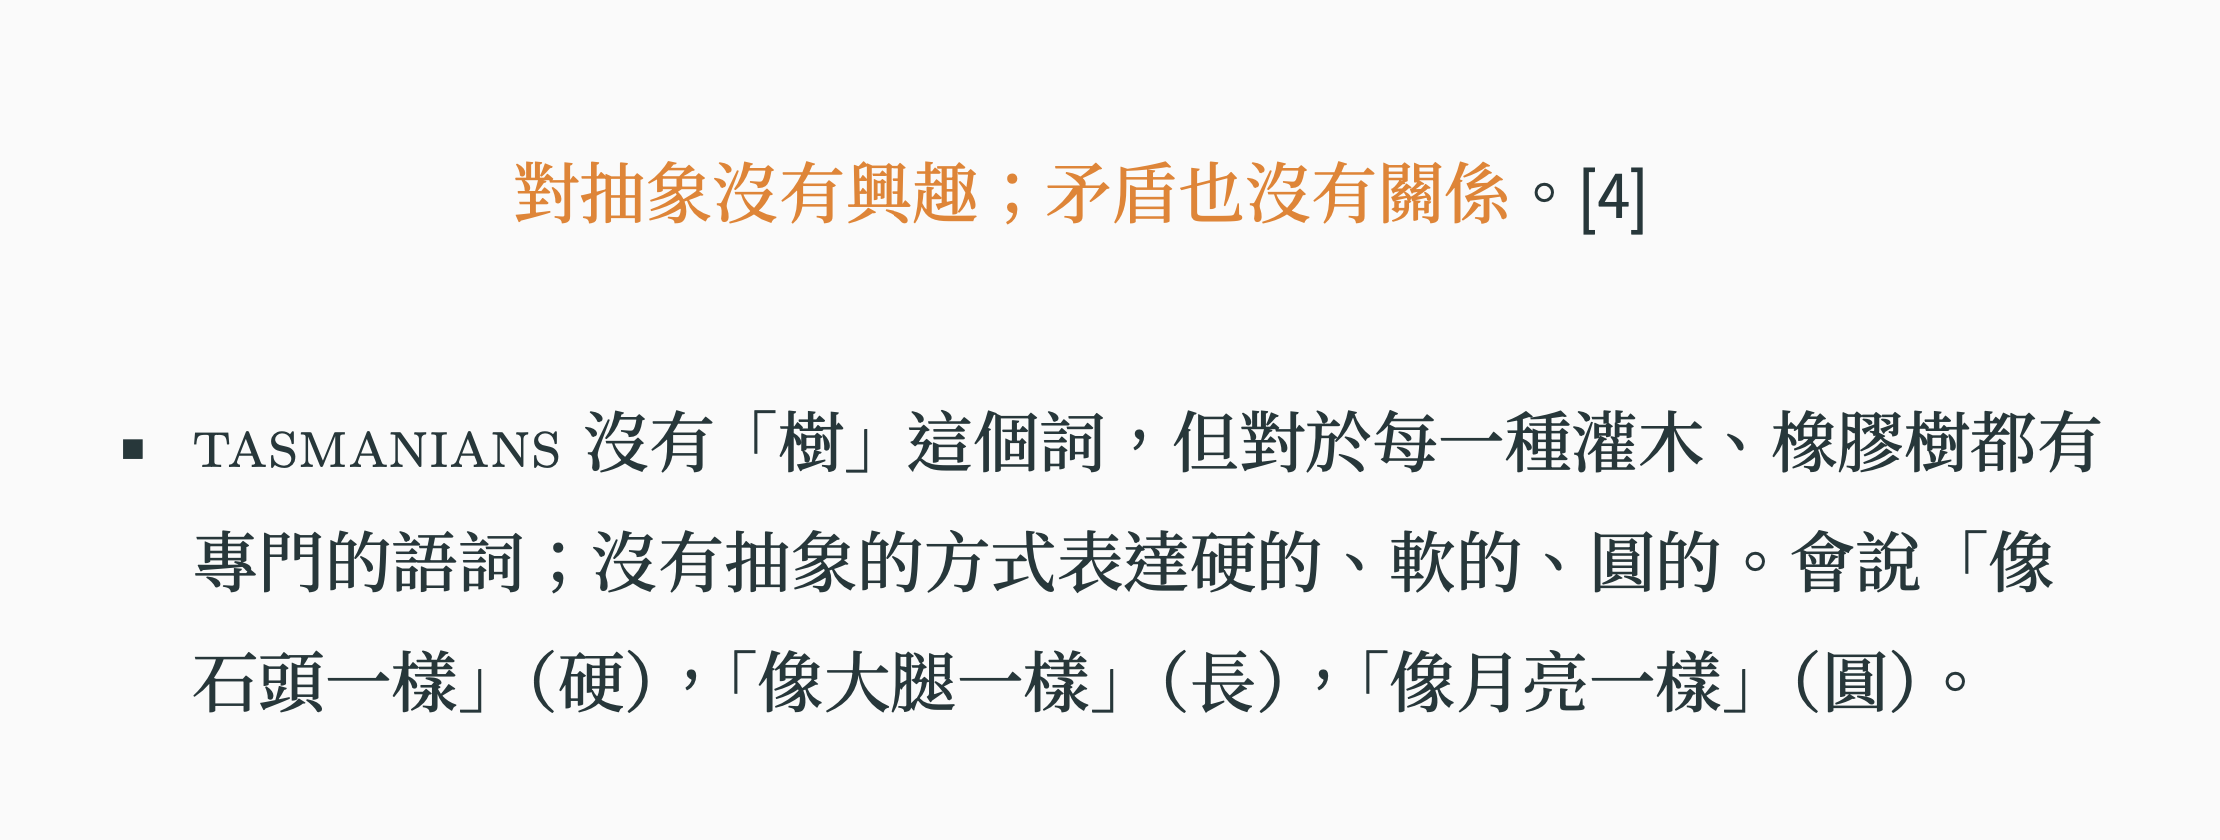 對抽象沒有興趣；矛盾也沒有關係。[4]
▪ TASMANIANS 沒有「樹」這個詞，但對於每一種灌木、橡膠樹都有
專門的語詞；沒有抽象的方式表達硬的、軟的、圓的。會說「像
石頭一樣」（硬），「像大腿一樣」（長），「像月亮一樣」（圓）。